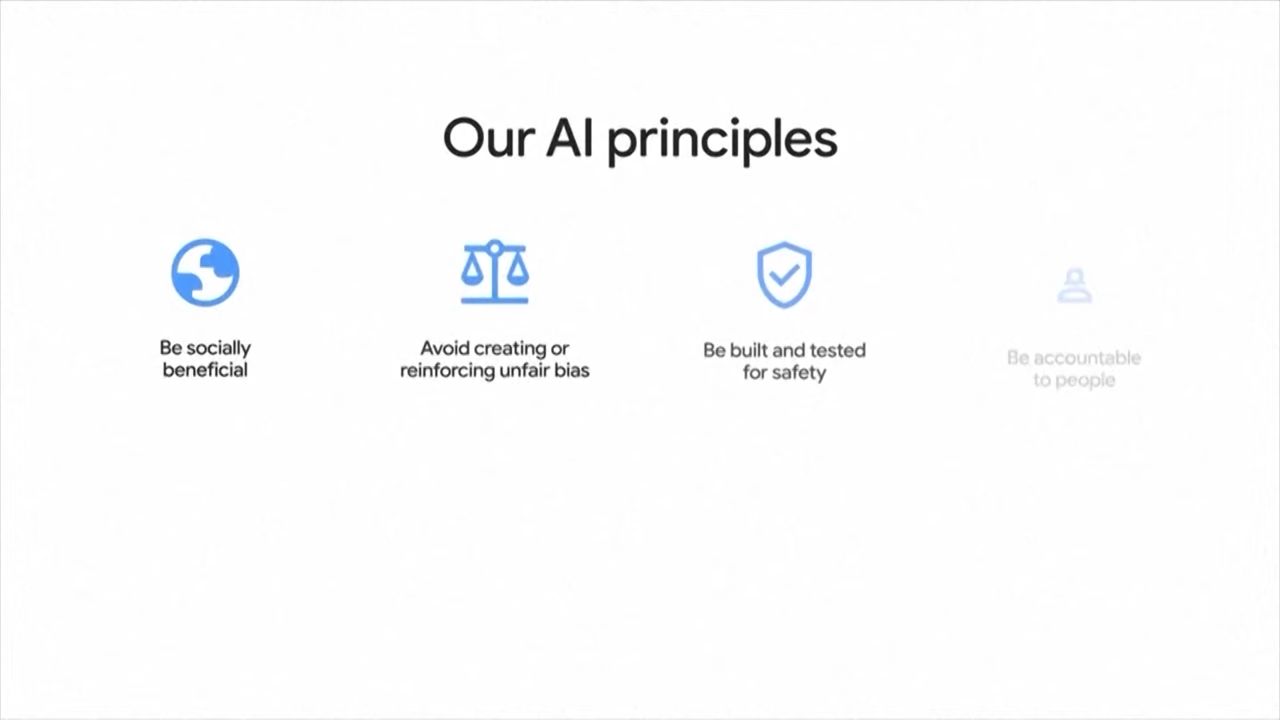 Our AI principles
Be socially
beneficial
Avoid creating or
reinforcing unfair bias
Be built and tested
for safety
Be accountable
to people